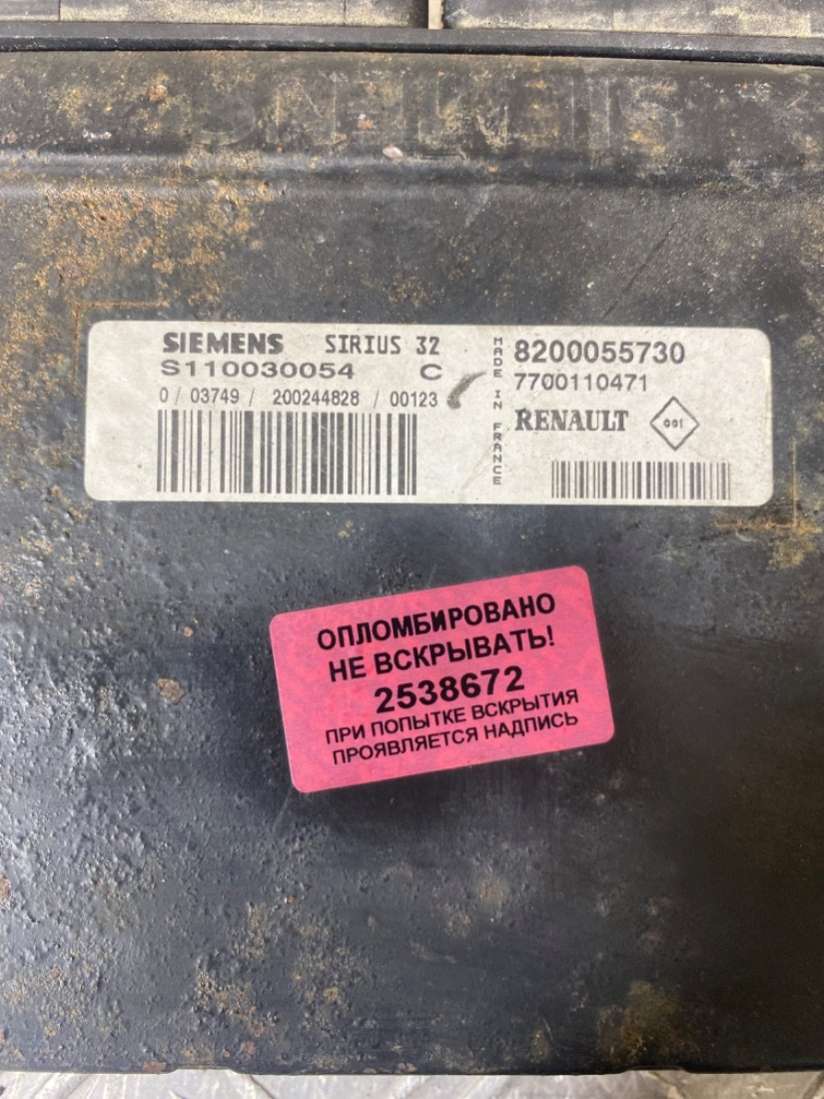 SIEMENS
SIEMENS SIRIUS 32
S110030054 C
0 / 03749 / 200244828 / 00123
MADE IN FRANCE
8200055730
7700110471
RENAULT 001
ОПЛОМБИРОВАНО
НЕ ВСКРЫВАТЬ!
2538672
ПРИ ПОПЫТКЕ ВСКРЫТИЯ
ПРОЯВЛЯЕТСЯ НАДПИСЬ